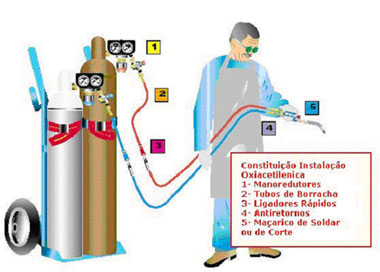 1
2
3
4
5
Constituição Instalação
Oxiacetilenica
1- Manoredutores
2- Tubos de Borracha
3- Ligadores Rápidos
4- Antiretornos
5- Maçarico de Soldar
ou de Corte